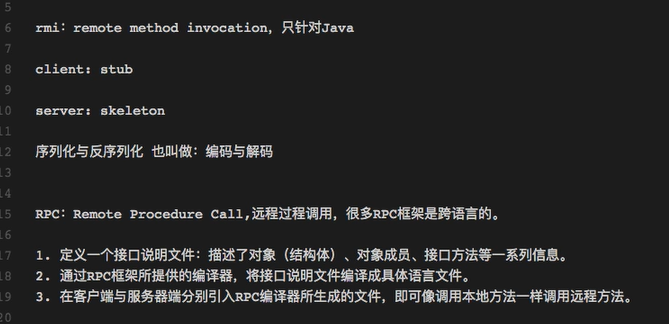 5
6 rmi: remote method invocation，只针对Java
7
8 client: stub
9
10 server: skeleton
11
12 序列化与反序列化 也叫做：编码与解码
13
14
15 RPC: Remote Procedure Call,远程过程调用，很多RPC框架是跨语言的。
16
17 1. 定义一个接口说明文件：描述了对象（结构体）、对象成员、接口方法等一系列信息。
18 2. 通过RPC框架所提供的编译器，将接口说明文件编译成具体语言文件。
19 3. 在客户端与服务器端分别引入RPC编译器所生成的文件，即可像调用本地方法一样调用远程方法。
20